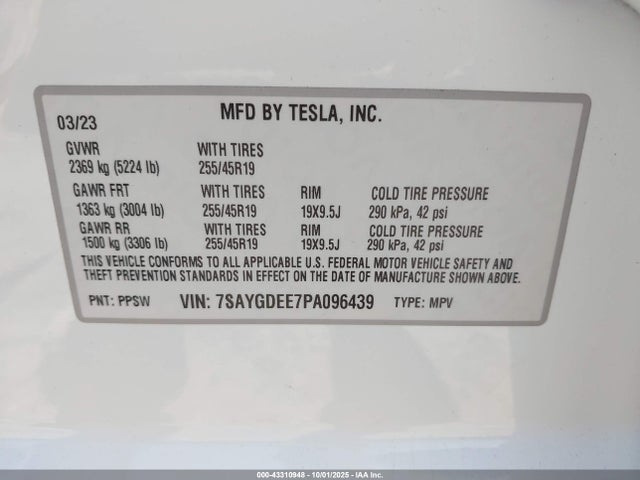 03/23 MFD BY TESLA, INC.
GVWR WITH TIRES
2369 kg (5224 lb) 255/45R19
GAWR FRT WITH TIRES RIM COLD TIRE PRESSURE
1363 kg (3004 lb) 255/45R19 19X9.5J 290 kPa, 42 psi
GAWR RR WITH TIRES RIM COLD TIRE PRESSURE
1500 kg (3306 lb) 255/45R19 19X9.5J 290 kPa, 42 psi
THIS VEHICLE CONFORMS TO ALL APPLICABLE U.S. FEDERAL MOTOR VEHICLE SAFETY AND
THEFT PREVENTION STANDARDS IN EFFECT ON THE DATE OF MANUFACTURE SHOWN ABOVE.
PNT: PPSW VIN: 7SAYGDEE7PA096439 TYPE: MPV
000-43310948 - 10/01/2025 - IAA Inc.